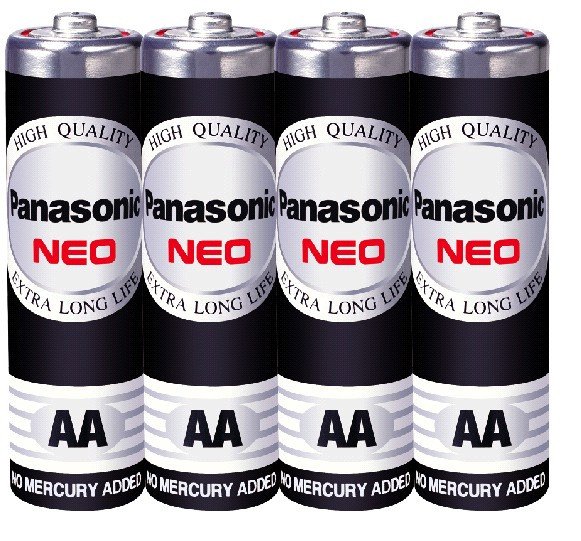 HIGH QUALITY
Panasonic
NEO
EXTRA LONG LIFE
AA
NO MERCURY ADDED
HIGH QUALITY
Panasonic
NEO
EXTRA LONG LIFE
AA
NO MERCURY ADDED
HIGH QUALITY
Panasonic
NEO
EXTRA LONG LIFE
AA
NO MERCURY ADDED
HIGH QUALITY
Panasonic
NEO
EXTRA LONG LIFE
AA
NO MERCURY ADDED